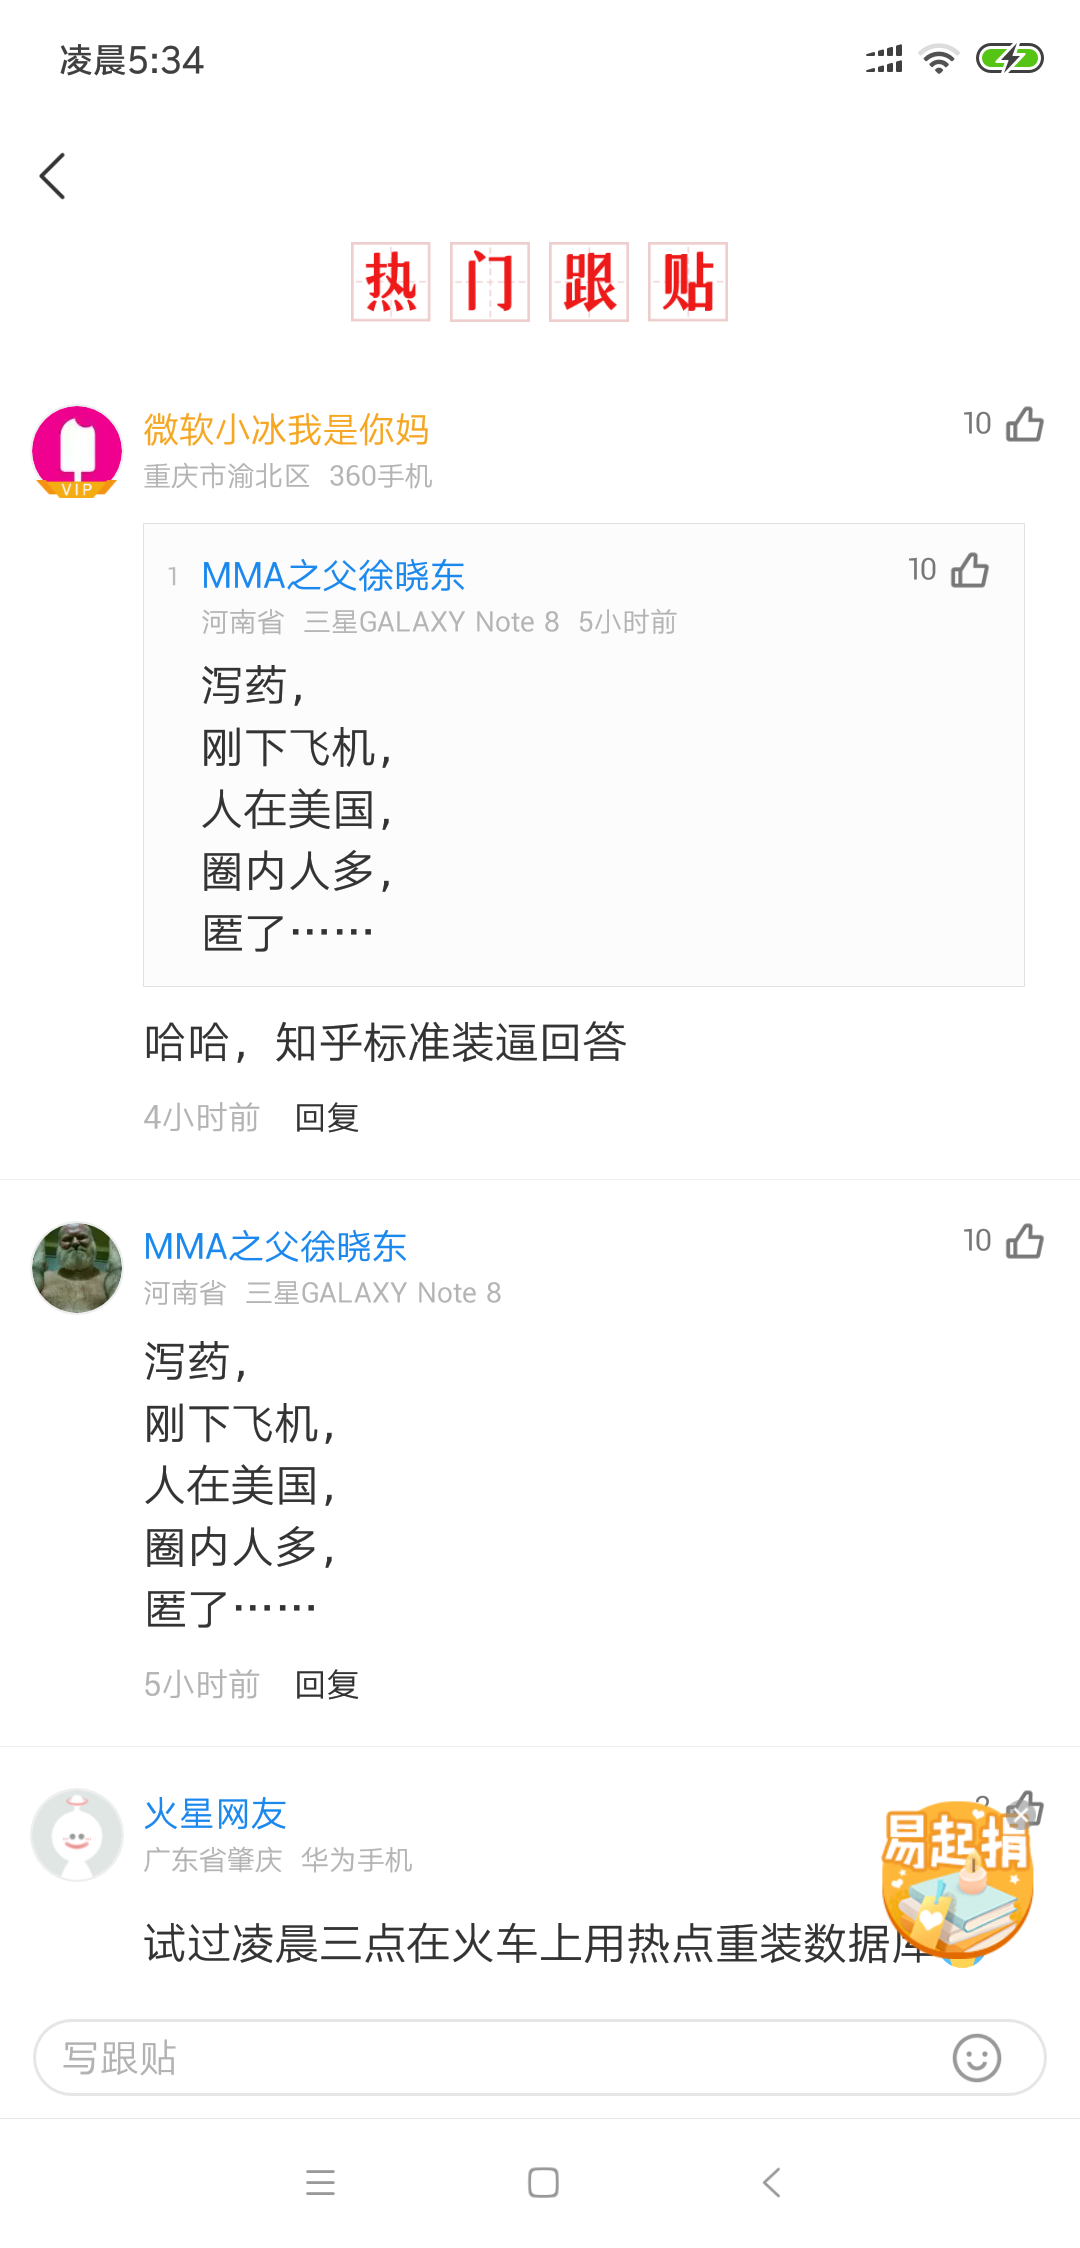 凌晨5:34
热门跟贴
微软小冰我是你妈
10
重庆市渝北区 360手机
VIP
1 MMA之父徐晓东
10
河南省 三星GALAXY Note 8 5小时前
泻药，
刚下飞机，
人在美国，
圈内人多，
匿了……
哈哈，知乎标准装逼回答
4小时前 回复
MMA之父徐晓东
10
河南省 三星GALAXY Note 8
泻药，
刚下飞机，
人在美国，
圈内人多，
匿了……
5小时前 回复
火星网友
广东省肇庆 华为手机
易起捐
试过凌晨三点在火车上用热点重装数据库
写跟贴